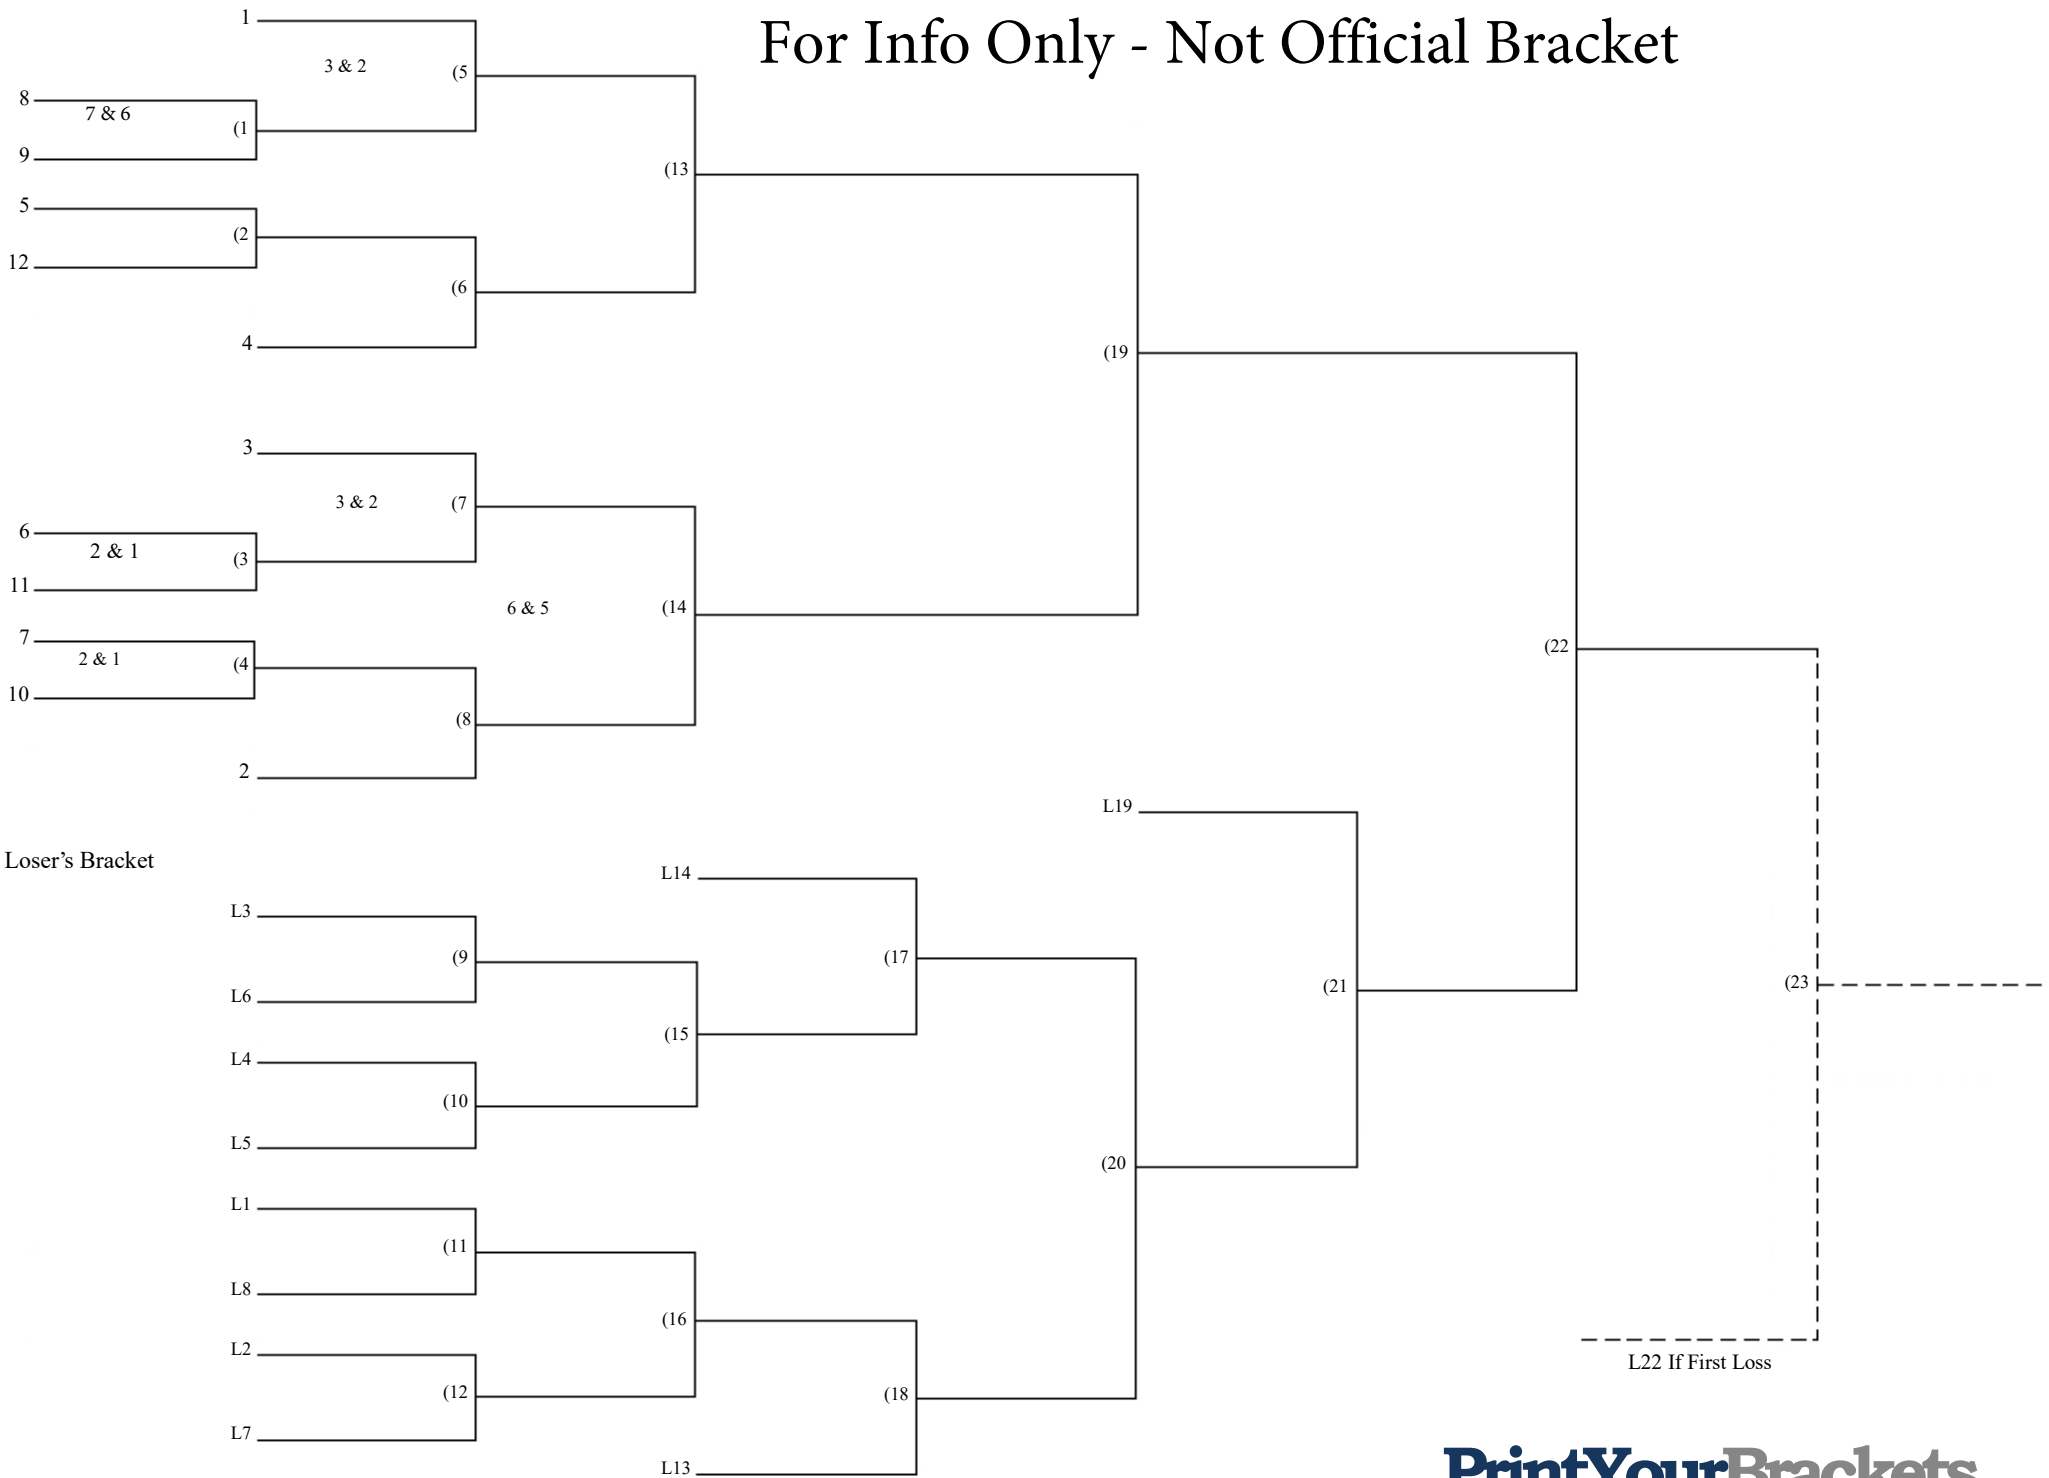 For Info Only - Not Official Bracket
1
3 & 2
(5
8
7 & 6
(1
9
(13
5
(2
12
(6
4
(19
3
3 & 2
(7
6
2 & 1
(3
11
6 & 5
(14
7
2 & 1
(4
10
(22
(8
2
L19
Loser’s Bracket
L14
L3
(9
(17
L6
(21
(23
(15
L4
(10
L5
(20
L1
(11
L8
(16
L2
L22 If First Loss
(12
(18
L7
L13
PrintYourBrackets